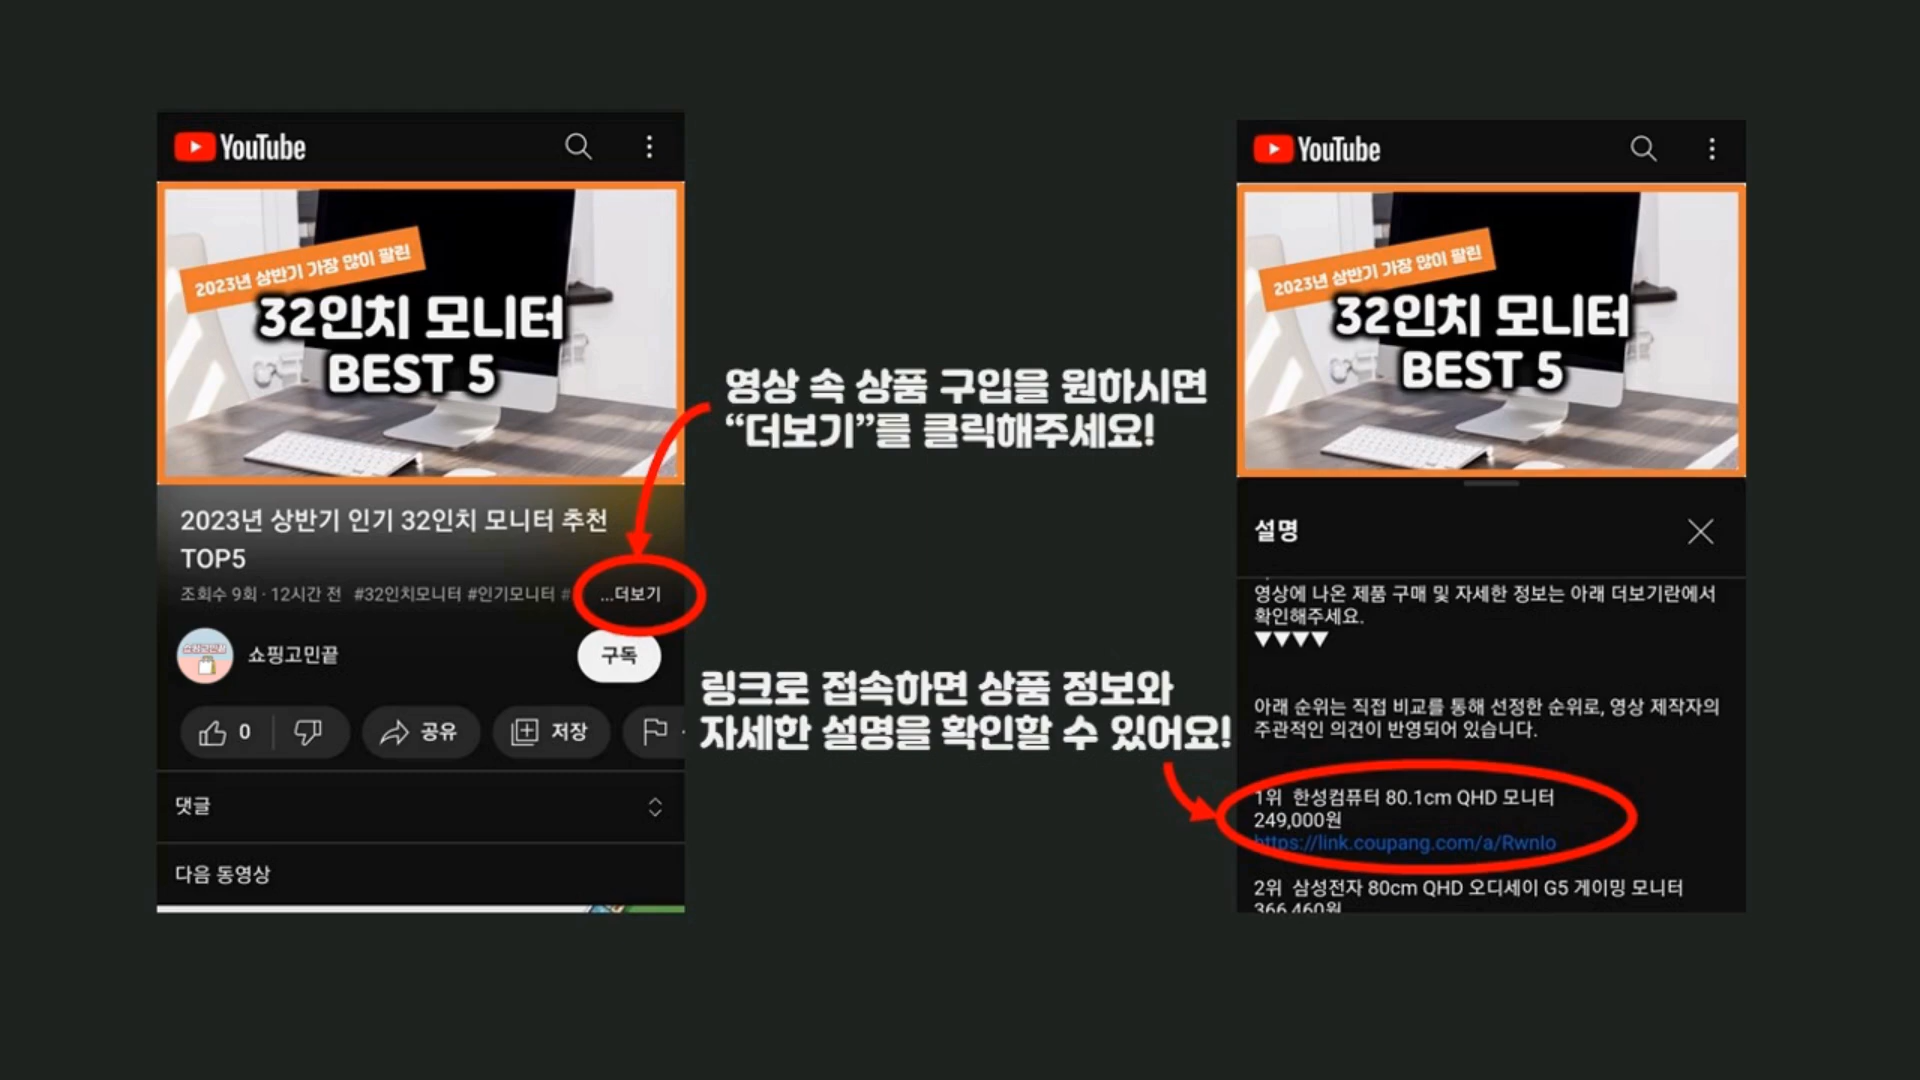 YouTube
2023년 상반기 가장 많이 팔린
32인치 모니터
BEST 5
2023년 상반기 인기 32인치 모니터 추천
TOP5
조회수 9회 · 12시간 전 #32인치모니터 #인기모니터 # ...더보기
쇼핑고민끝
쇼핑고민끝
구독
0
공유
저장
댓글
다음 동영상
영상 속 상품 구입을 원하시면
“더보기”를 클릭해주세요!
링크로 접속하면 상품 정보와
자세한 설명을 확인할 수 있어요!
YouTube
2023년 상반기 가장 많이 팔린
32인치 모니터
BEST 5
설명
영상에 나온 제품 구매 및 자세한 정보는 아래 더보기란에서
확인해주세요.
▼▼▼▼
아래 순위는 직접 비교를 통해 선정한 순위로, 영상 제작자의
주관적인 의견이 반영되어 있습니다.
1위 한성컴퓨터 80.1cm QHD 모니터
249,000원
https://link.coupang.com/a/RwnIo
2위 삼성전자 80cm QHD 오디세이 G5 게이밍 모니터
366,460원